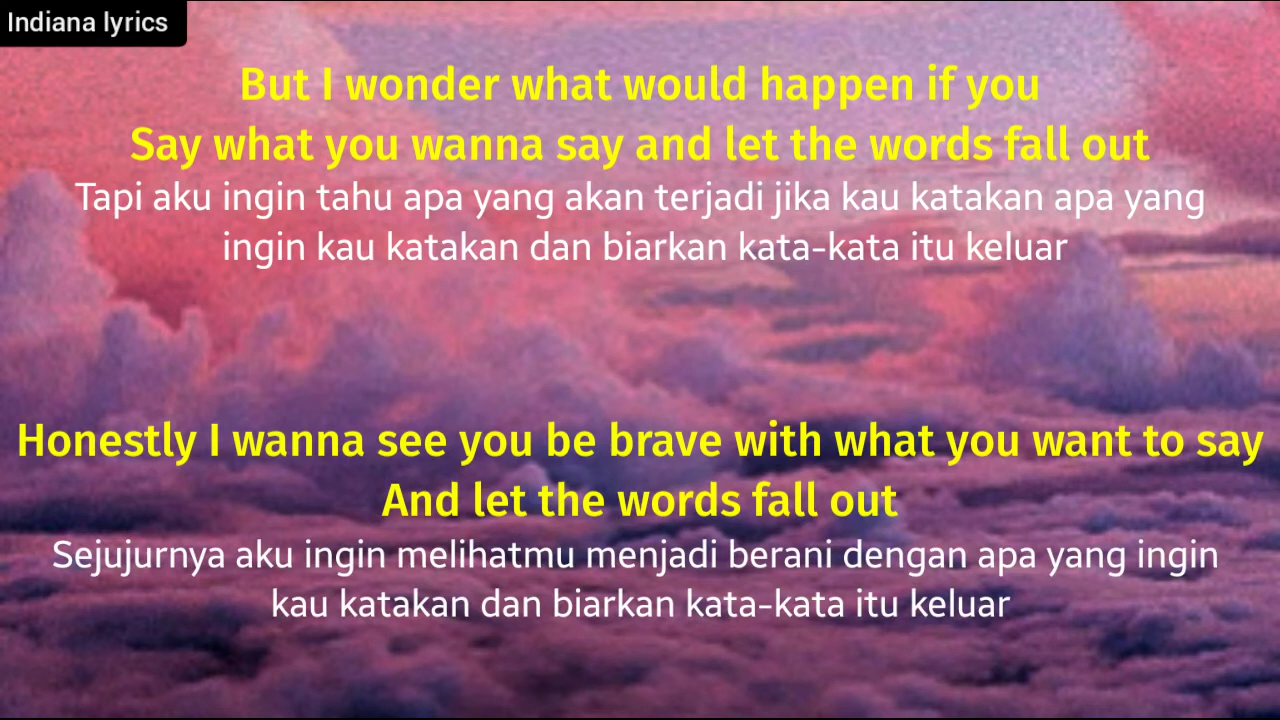 Indiana lyrics
But I wonder what would happen if you
Say what you wanna say and let the words fall out
Tapi aku ingin tahu apa yang akan terjadi jika kau katakan apa yang
ingin kau katakan dan biarkan kata-kata itu keluar
Honestly I wanna see you be brave with what you want to say
And let the words fall out
Sejujurnya aku ingin melihatmu menjadi berani dengan apa yang ingin
kau katakan dan biarkan kata-kata itu keluar